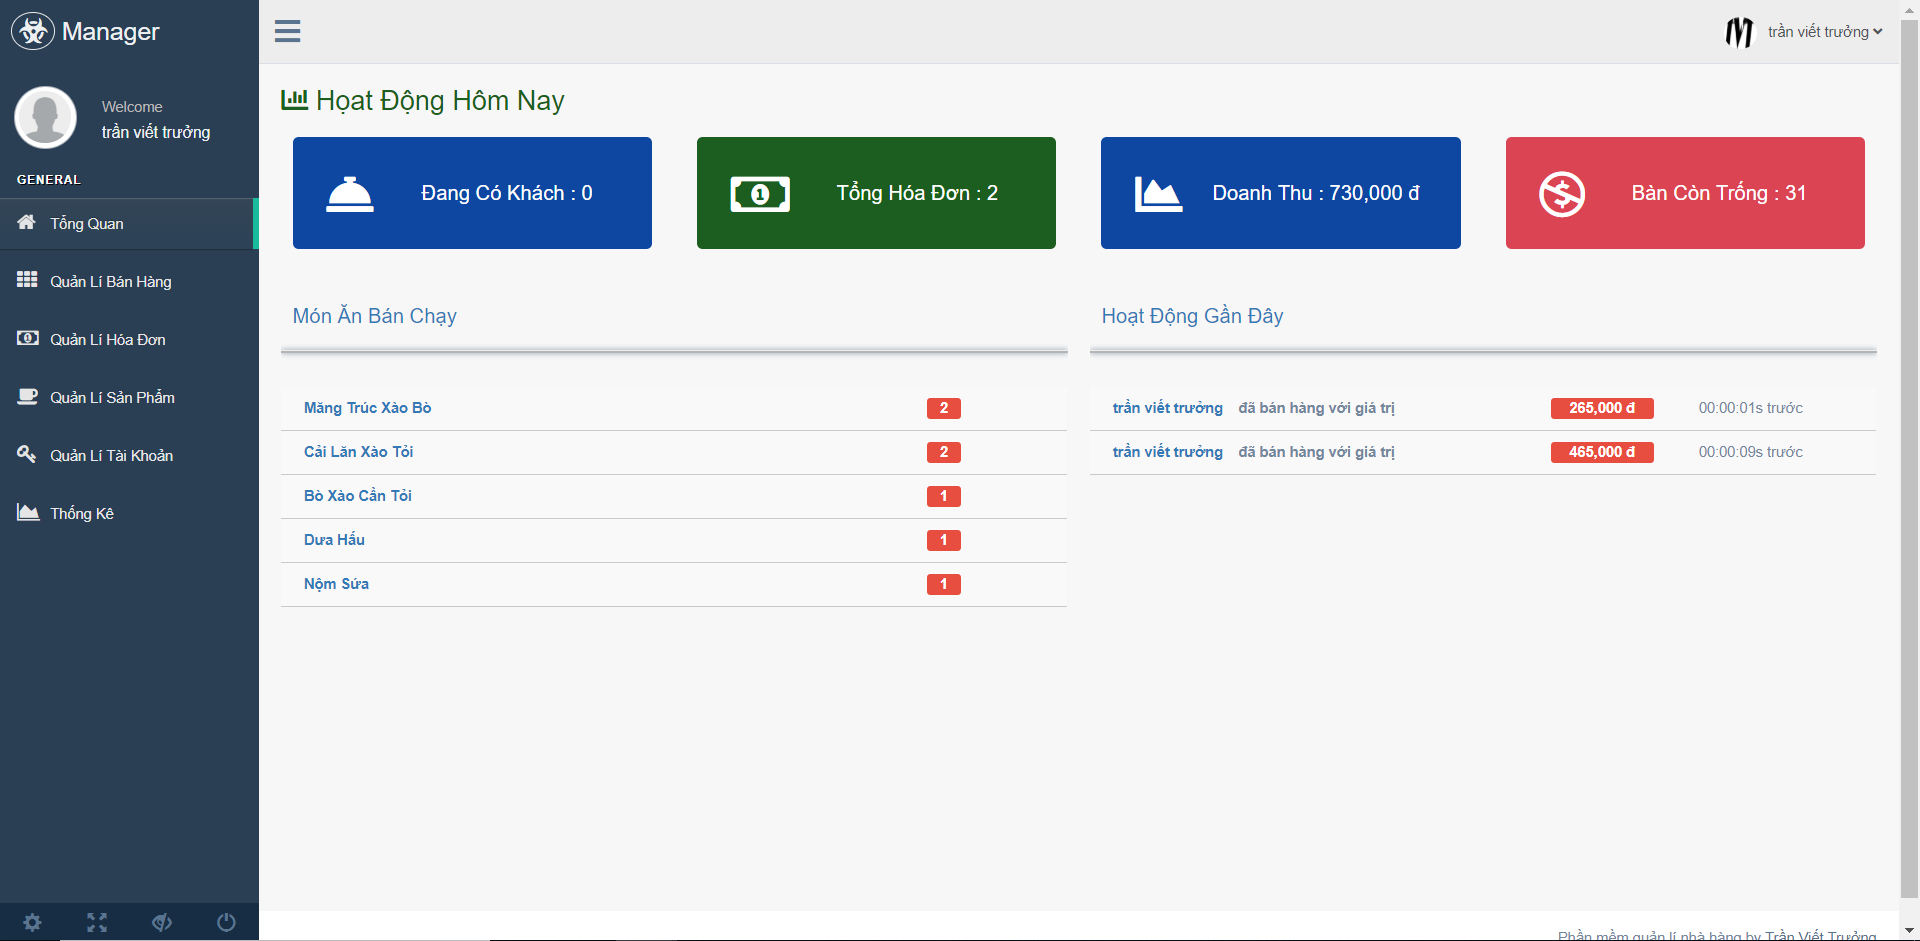 Manager
trần viết trưởng
Welcome
trần viết trưởng
GENERAL
Tổng Quan
Quản Lí Bán Hàng
Quản Lí Hóa Đơn
Quản Lí Sản Phẩm
Quản Lí Tài Khoản
Thống Kê
Họat Động Hôm Nay
Đang Có Khách : 0
Tổng Hóa Đơn : 2
Doanh Thu : 730,000 đ
Bàn Còn Trống : 31
Món Ăn Bán Chạy
Măng Trúc Xào Bò 2
Cải Lăn Xào Tỏi 2
Bò Xào Cần Tỏi 1
Dưa Hấu 1
Nộm Sứa 1
Hoạt Động Gần Đây
trần viết trưởng đã bán hàng với giá trị 265,000 đ 00:00:01s trước
trần viết trưởng đã bán hàng với giá trị 465,000 đ 00:00:09s trước
Phần mềm quản lí nhà hàng by Trần Viết Trưởng